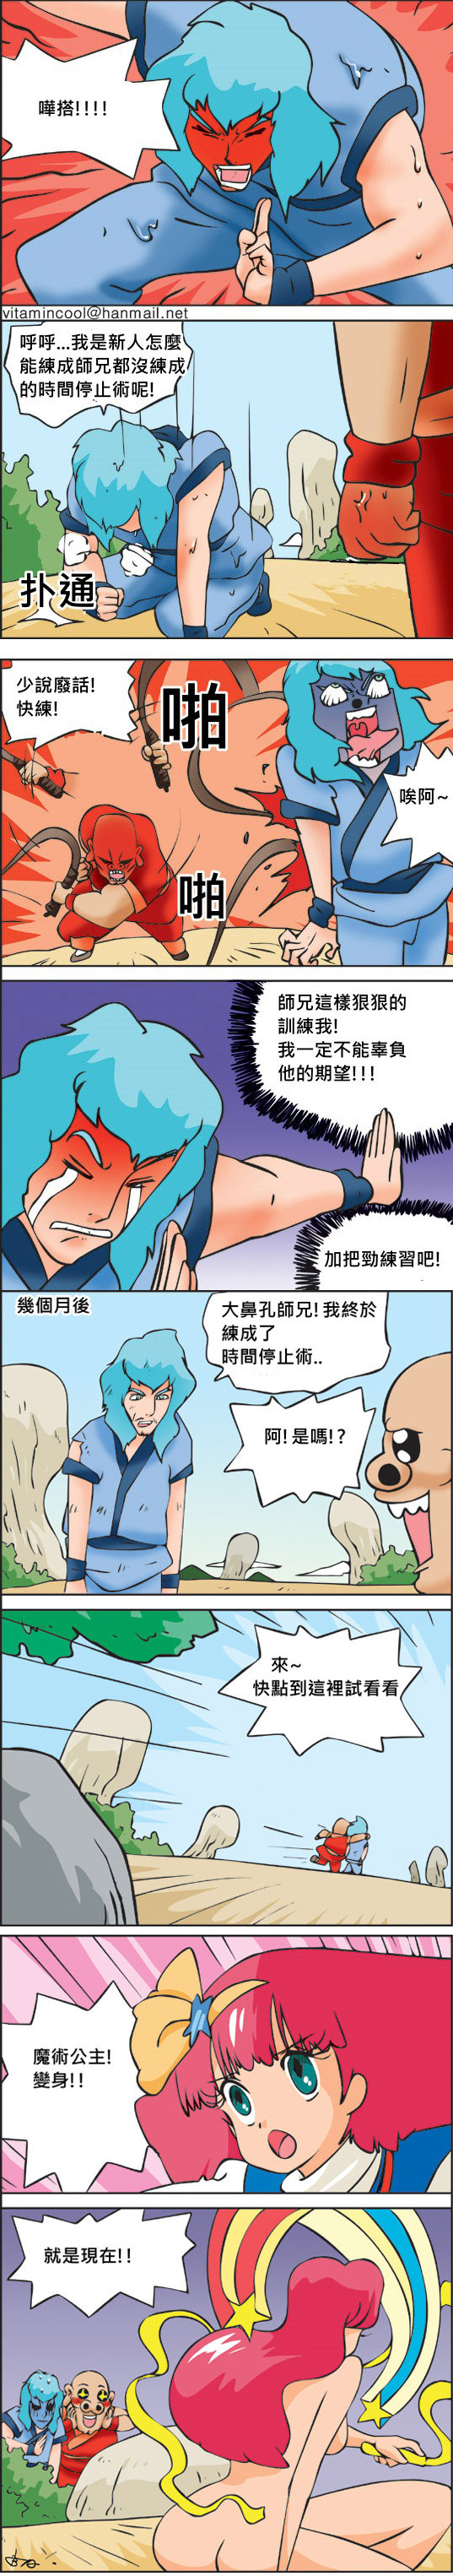 嘩搭!!!!
vitamincool@hanmail.net
呼呼...我是新人怎麼
能練成師兄都沒練成
的時間停止術呢!
扑通
少說廢話!
快練!
啪
唉阿~
啪
師兄這樣狠狠的
訓練我!
我一定不能辜負
他的期望!!!
加把勁練習吧!
幾個月後
大鼻孔師兄!我終於
練成了
時間停止術..
阿!是嗎!?
來~
快點到這裡試看看
魔術公主!
變身!!
就是現在!!